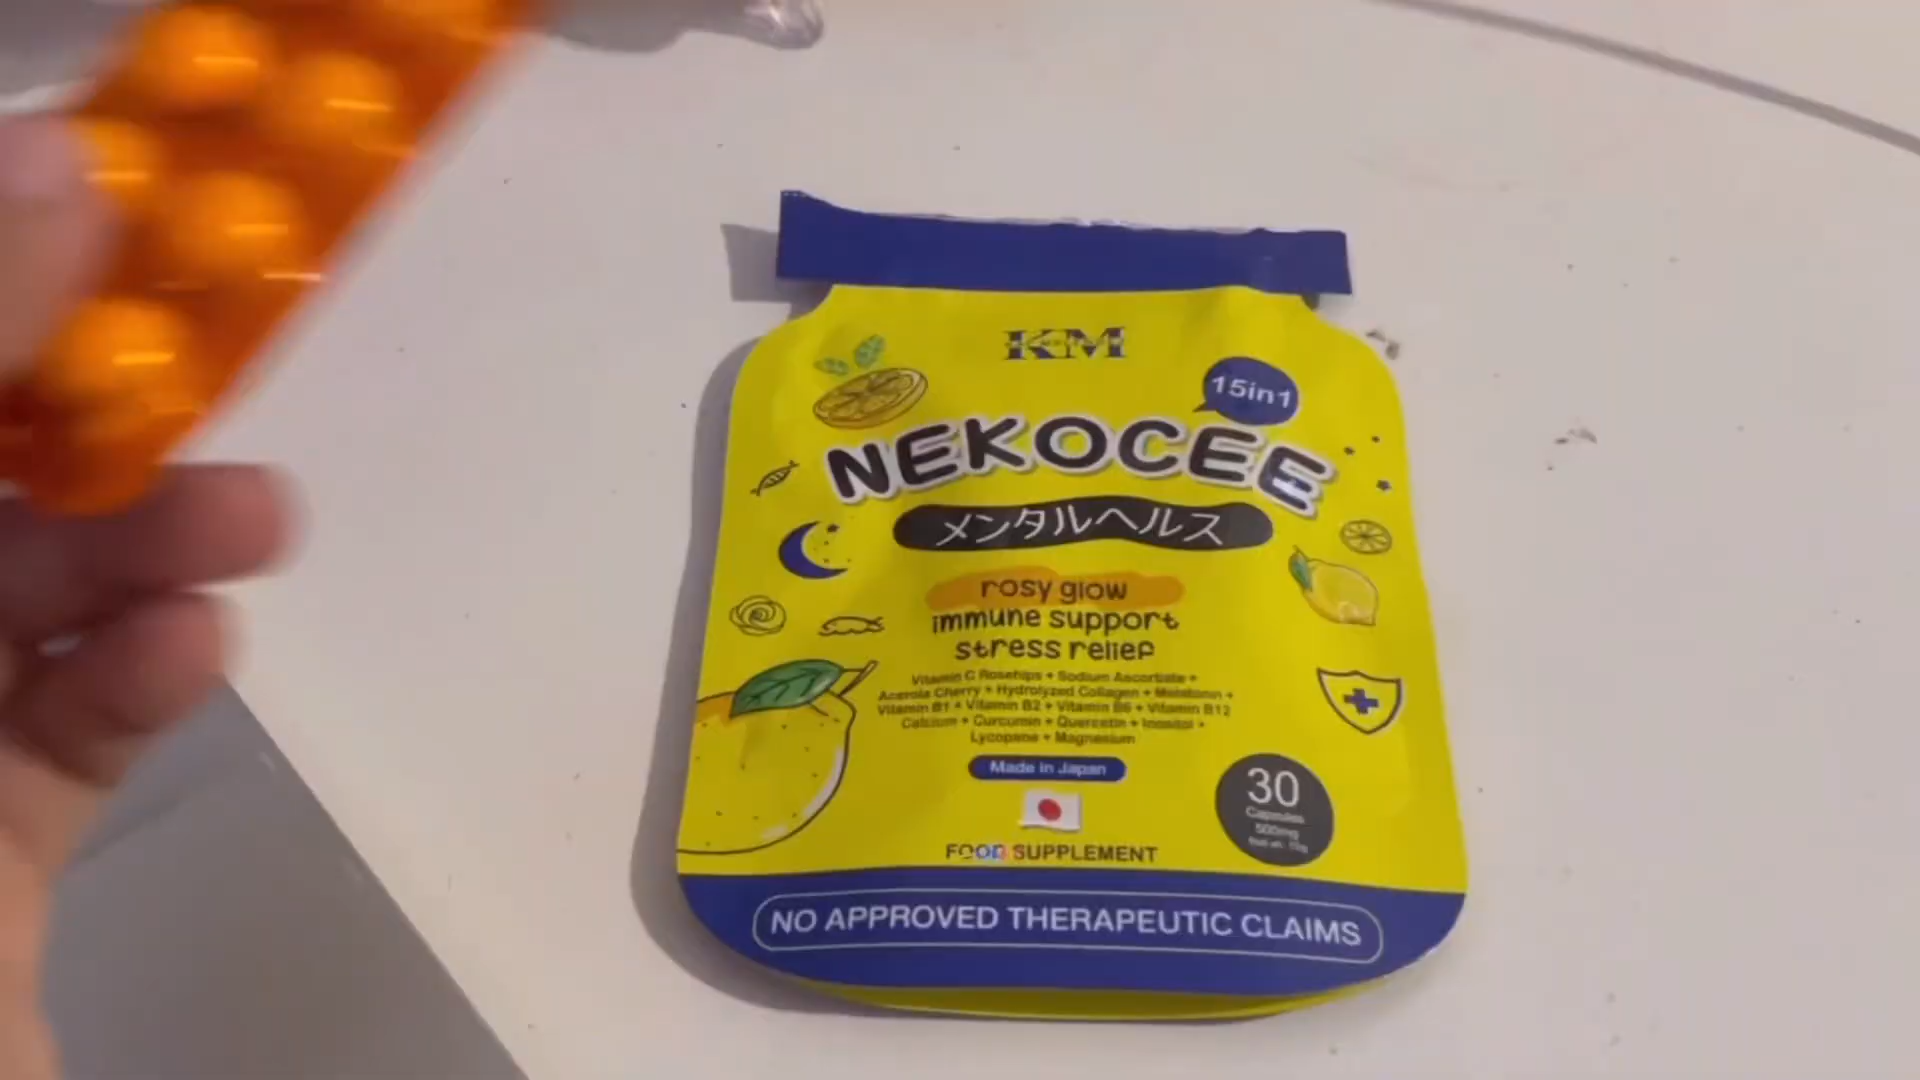 KM
15in1
NEKOCEE
メンタルヘルス
rosy glow
immune support
stress relief
Vitamin C Rosehips + Sodium Ascorbate +
Acerola Cherry + Hydrolyzed Collagen + Melatonin +
Vitamin B1 + Vitamin B2 + Vitamin B6 + Vitamin B12
Calcium + Curcumin + Quercetin + Inositol +
Lycopene + Magnesium
Made in Japan
30
Capsules
500mg
FOOD SUPPLEMENT
NO APPROVED THERAPEUTIC CLAIMS